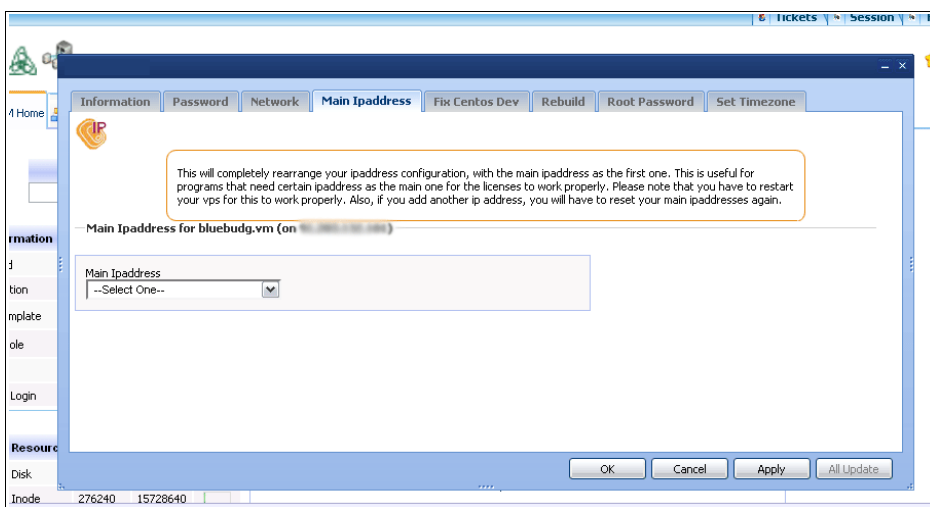 Tickets Session
Information Password Network Main Ipaddress Fix Centos Dev Rebuild Root Password Set Timezone
Home
IP
This will completely rearrange your ipaddress configuration, with the main ipaddress as the first one. This is useful for
programs that need certain ipaddress as the main one for the licenses to work properly. Please note that you have to restart
your vps for this to work properly. Also, if you add another ip address, you will have to reset your main ipaddresses again.
Main Ipaddress for bluebudg.vm (on )
rmation
Main Ipaddress
--Select One--
tion
mplate
ole
Login
Resourc
OK Cancel Apply All Update
Disk
Inode 276240 15728640